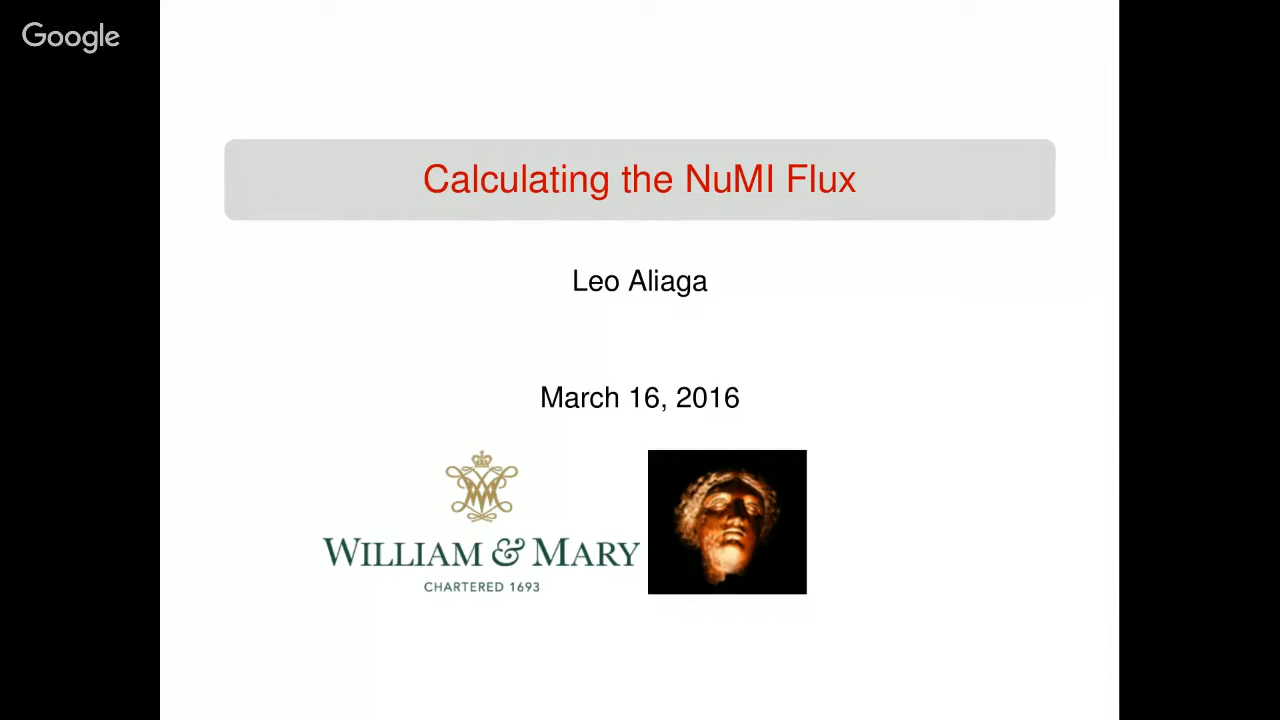 Google
Calculating the NuMI Flux
Leo Aliaga
March 16, 2016
WILLIAM & MARY
CHARTERED 1693